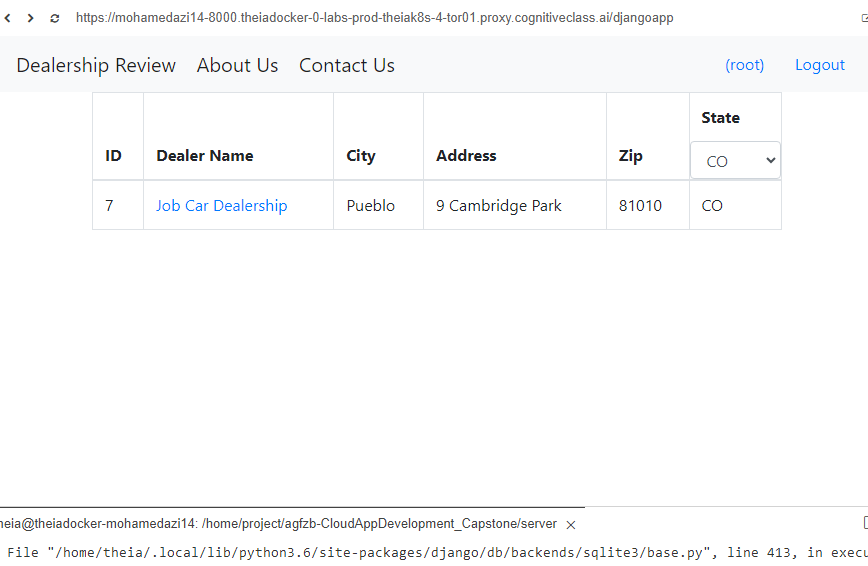 https://mohamedazi14-8000.theiadocker-0-labs-prod-theiak8s-4-tor01.proxy.cognitiveclass.ai/djangoapp
Dealership Review About Us Contact Us (root) Logout
State
ID Dealer Name City Address Zip
CO
7 Job Car Dealership Pueblo 9 Cambridge Park 81010 CO
heia@theiadocker-mohamedazi14: /home/project/agfzb-CloudAppDevelopment_Capstone/server
File "/home/theia/.local/lib/python3.6/site-packages/django/db/backends/sqlite3/base.py", line 413, in execu